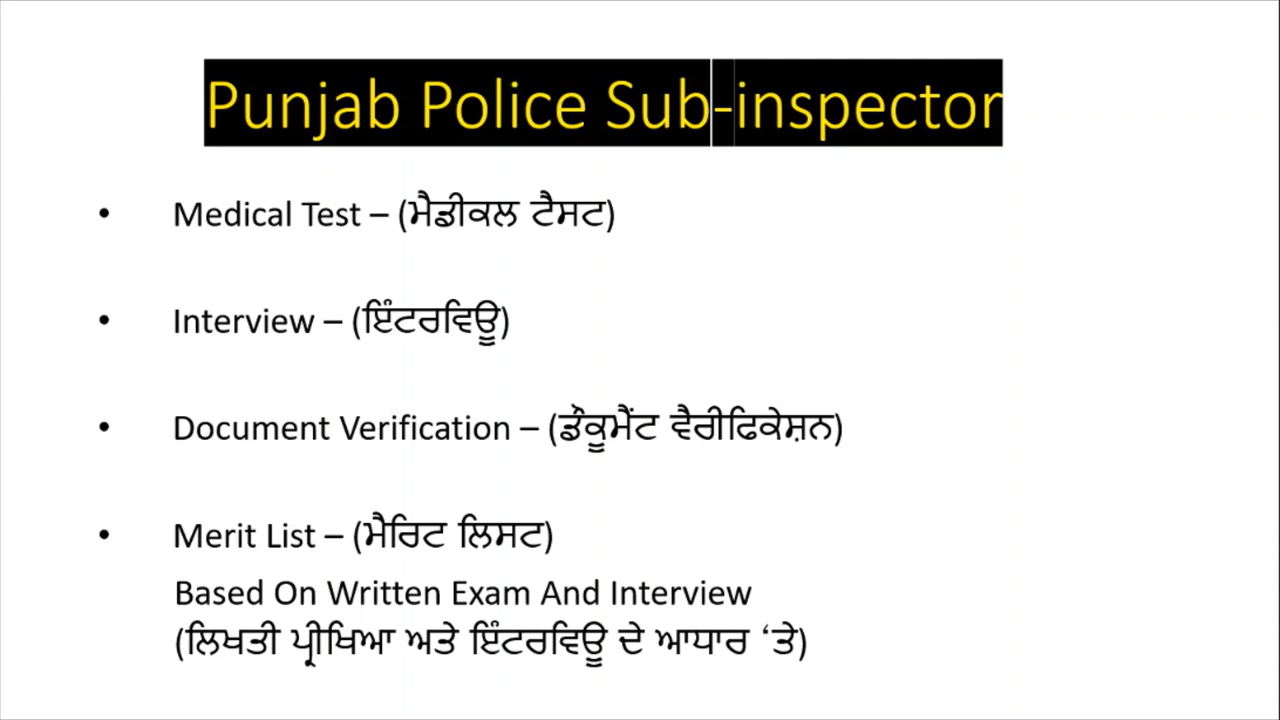 Punjab Police Sub-inspector
• Medical Test – (ਮੈਡੀਕਲ ਟੈਸਟ)
• Interview – (ਇੰਟਰਵਿਊ)
• Document Verification – (ਡੌਕੂਮੈਂਟ ਵੈਰੀਫਿਕੇਸ਼ਨ)
• Merit List – (ਮੈਰਿਟ ਲਿਸਟ)
Based On Written Exam And Interview
(ਲਿਖਤੀ ਪ੍ਰੀਖਿਆ ਅਤੇ ਇੰਟਰਵਿਊ ਦੇ ਆਧਾਰ ‘ਤੇ)